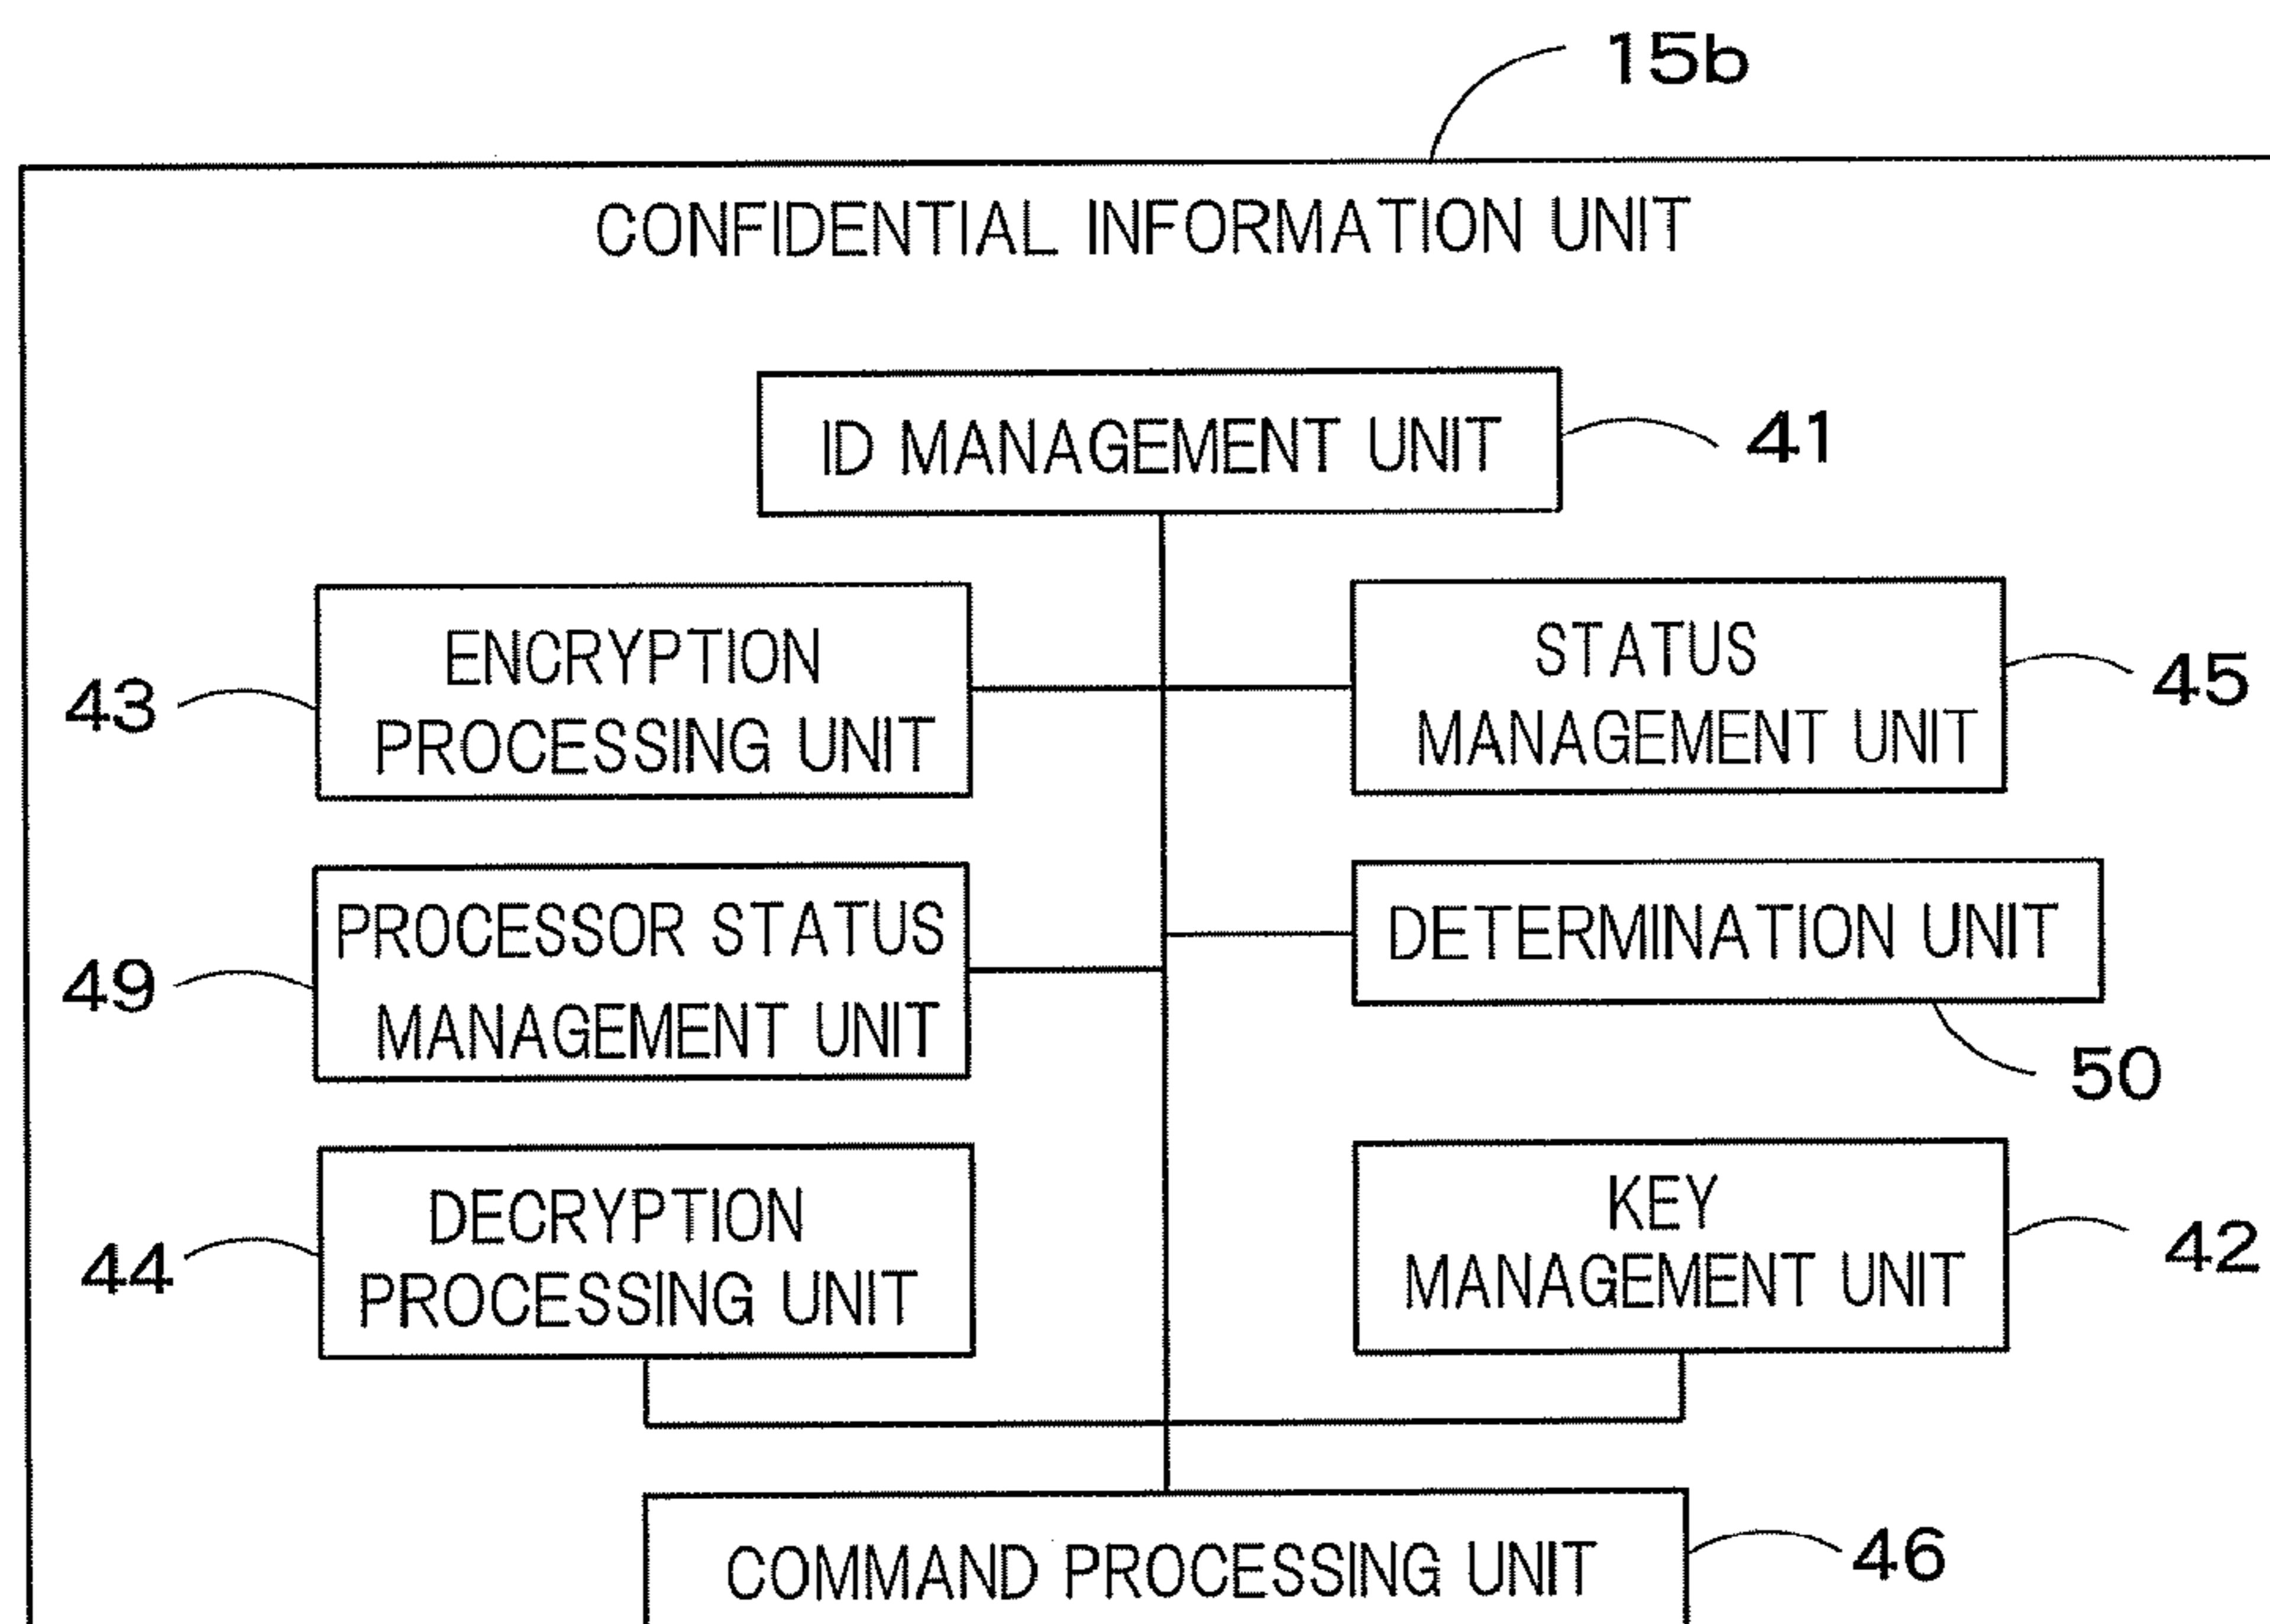 15b
CONFIDENTIAL INFORMATION UNIT
ID MANAGEMENT UNIT
41
ENCRYPTION
PROCESSING UNIT
43
STATUS
MANAGEMENT UNIT
45
PROCESSOR STATUS
MANAGEMENT UNIT
49
DETERMINATION UNIT
50
DECRYPTION
PROCESSING UNIT
44
KEY
MANAGEMENT UNIT
42
COMMAND PROCESSING UNIT
46